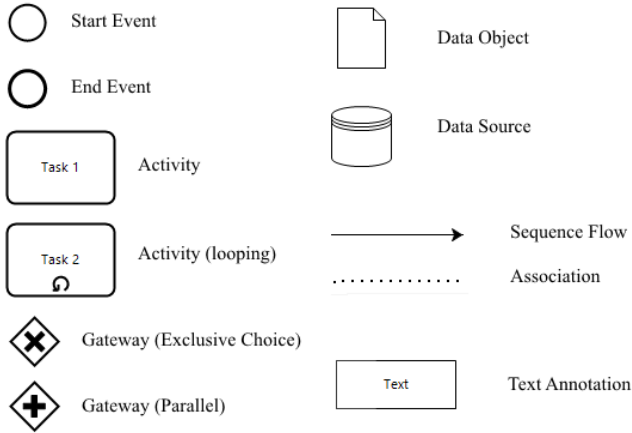 Start Event
End Event
Task 1
Activity
Task 2
Activity (looping)
Gateway (Exclusive Choice)
Gateway (Parallel)
Data Object
Data Source
Sequence Flow
Association
Text
Text Annotation